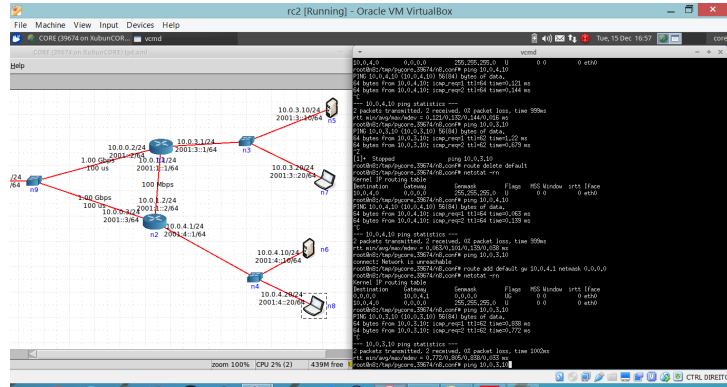 rc2 [Running] - Oracle VM VirtualBox
File Machine View Input Devices Help
CORE (39674 on XubunCOR... vcmd
Tue, 15 Dec 16:57 core
vcmd
Help
10.0.3.10/24
2001:3::10/64
n5
10.0.0.2/24
10.0.3.1/24
2001:3::1/64
n3
1.00 Gbps
100 us
2001:1::1/64
10.0.3.20/24
2001:3::20/64
n7
/24
/64
n9
100 Mbps
1.00 Gbps
100 us
10.0.1.2/24
2001:1::2/64
10.0.0.3/24
2001::3/64
n2
10.0.4.1/24
2001:4::1/64
10.0.4.10/24
2001:4::10/64
n6
n4
10.0.4.20/24
2001:4::20/64
n8
zoom 100% CPU 2% (2) 439M free
10.0.4.0 0.0.0.0 255.255.255.0 U 0 0 0 eth0
root@n8:/tmp/pycore.39674/n8.conf# ping 10.0.4.10
PING 10.0.4.10 (10.0.4.10) 56(84) bytes of data.
64 bytes from 10.0.4.10: icmp_req=1 ttl=64 time=0.121 ms
64 bytes from 10.0.4.10: icmp_req=2 ttl=64 time=0.144 ms
^C
--- 10.0.4.10 ping statistics ---
2 packets transmitted, 2 received, 0% packet loss, time 999ms
rtt min/avg/max/mdev = 0.121/0.132/0.144/0.016 ms
root@n8:/tmp/pycore.39674/n8.conf# ping 10.0.3.10
PING 10.0.3.10 (10.0.3.10) 56(84) bytes of data.
64 bytes from 10.0.3.10: icmp_req=1 ttl=62 time=1.22 ms
64 bytes from 10.0.3.10: icmp_req=2 ttl=62 time=0.679 ms
^Z
[1]+ Stopped ping 10.0.3.10
root@n8:/tmp/pycore.39674/n8.conf# route delete default
root@n8:/tmp/pycore.39674/n8.conf# netstat -rn
Kernel IP routing table
Destination Gateway Genmask Flags MSS Window irtt Iface
10.0.4.0 0.0.0.0 255.255.255.0 U 0 0 0 eth0
root@n8:/tmp/pycore.39674/n8.conf# ping 10.0.4.10
PING 10.0.4.10 (10.0.4.10) 56(84) bytes of data.
64 bytes from 10.0.4.10: icmp_req=1 ttl=64 time=0.063 ms
64 bytes from 10.0.4.10: icmp_req=2 ttl=64 time=0.139 ms
^C
--- 10.0.4.10 ping statistics ---
2 packets transmitted, 2 received, 0% packet loss, time 999ms
rtt min/avg/max/mdev = 0.063/0.101/0.139/0.038 ms
root@n8:/tmp/pycore.39674/n8.conf# ping 10.0.3.10
connect: Network is unreachable
root@n8:/tmp/pycore.39674/n8.conf# route add default gw 10.0.4.1 netmask 0.0.0.0
root@n8:/tmp/pycore.39674/n8.conf# netstat -rn
Kernel IP routing table
Destination Gateway Genmask Flags MSS Window irtt Iface
0.0.0.0 10.0.4.1 0.0.0.0 UG 0 0 0 eth0
10.0.4.0 0.0.0.0 255.255.255.0 U 0 0 0 eth0
root@n8:/tmp/pycore.39674/n8.conf# ping 10.0.3.10
PING 10.0.3.10 (10.0.3.10) 56(84) bytes of data.
64 bytes from 10.0.3.10: icmp_req=1 ttl=62 time=0.838 ms
64 bytes from 10.0.3.10: icmp_req=2 ttl=62 time=0.772 ms
^C
--- 10.0.3.10 ping statistics ---
2 packets transmitted, 2 received, 0% packet loss, time 1002ms
rtt min/avg/max/mdev = 0.772/0.805/0.838/0.033 ms
root@n8:/tmp/pycore.39674/n8.conf# ping 10.0.3.10
CTRL DIREITO